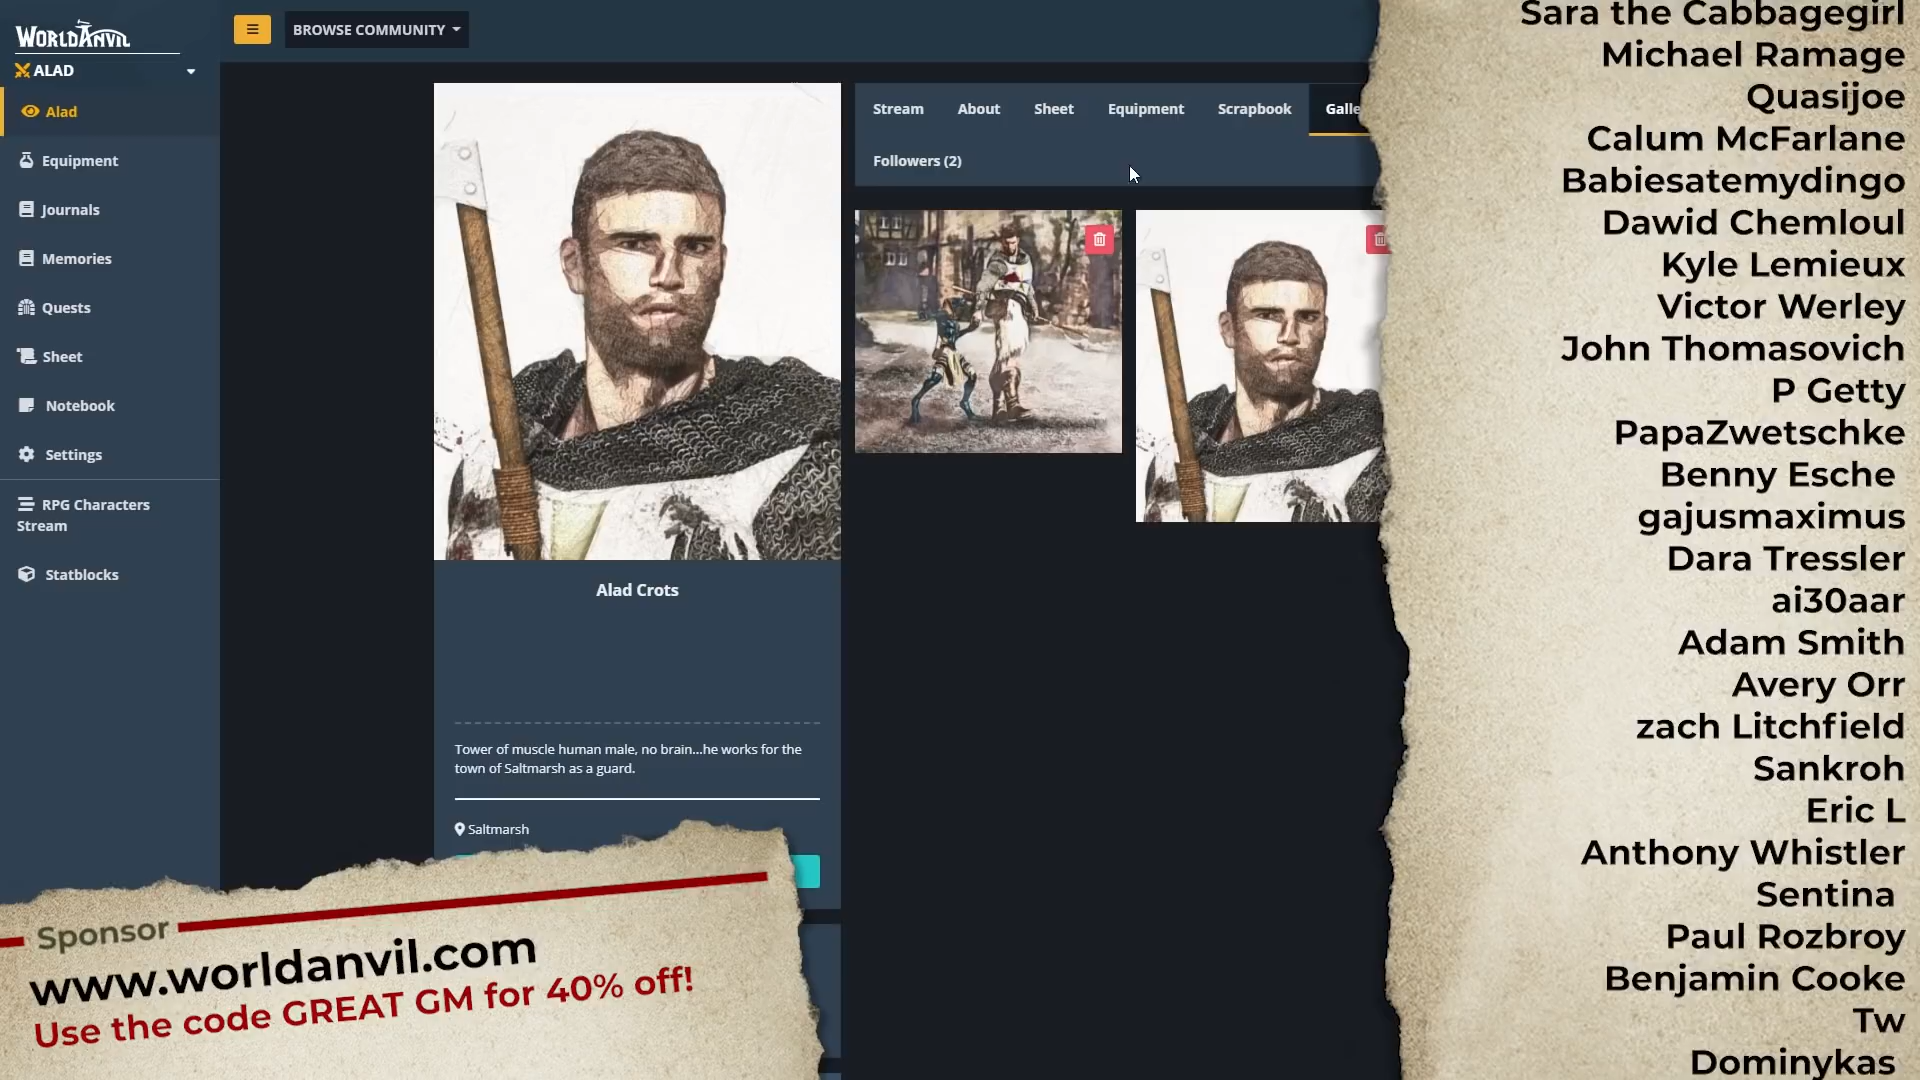 WORLDANVIL
ALAD
Alad
Equipment
Journals
Memories
Quests
Sheet
Notebook
Settings
RPG Characters
Stream
Statblocks
BROWSE COMMUNITY
Stream About Sheet Equipment Scrapbook Galle
Followers (2)
Alad Crots
Tower of muscle human male, no brain...he works for the
town of Saltmarsh as a guard.
Saltmarsh
Sponsor
www.worldanvil.com
Use the code GREAT GM for 40% off!
Sara the Cabbagegirl
Michael Ramage
Quasijoe
Calum McFarlane
Babiesatemydingo
Dawid Chemloul
Kyle Lemieux
Victor Werley
John Thomasovich
P Getty
PapaZwetschke
Benny Esche
gajusmaximus
Dara Tressler
ai30aar
Adam Smith
Avery Orr
zach Litchfield
Sankroh
Eric L
Anthony Whistler
Sentina
Paul Rozbroy
Benjamin Cooke
Tw
Dominykas